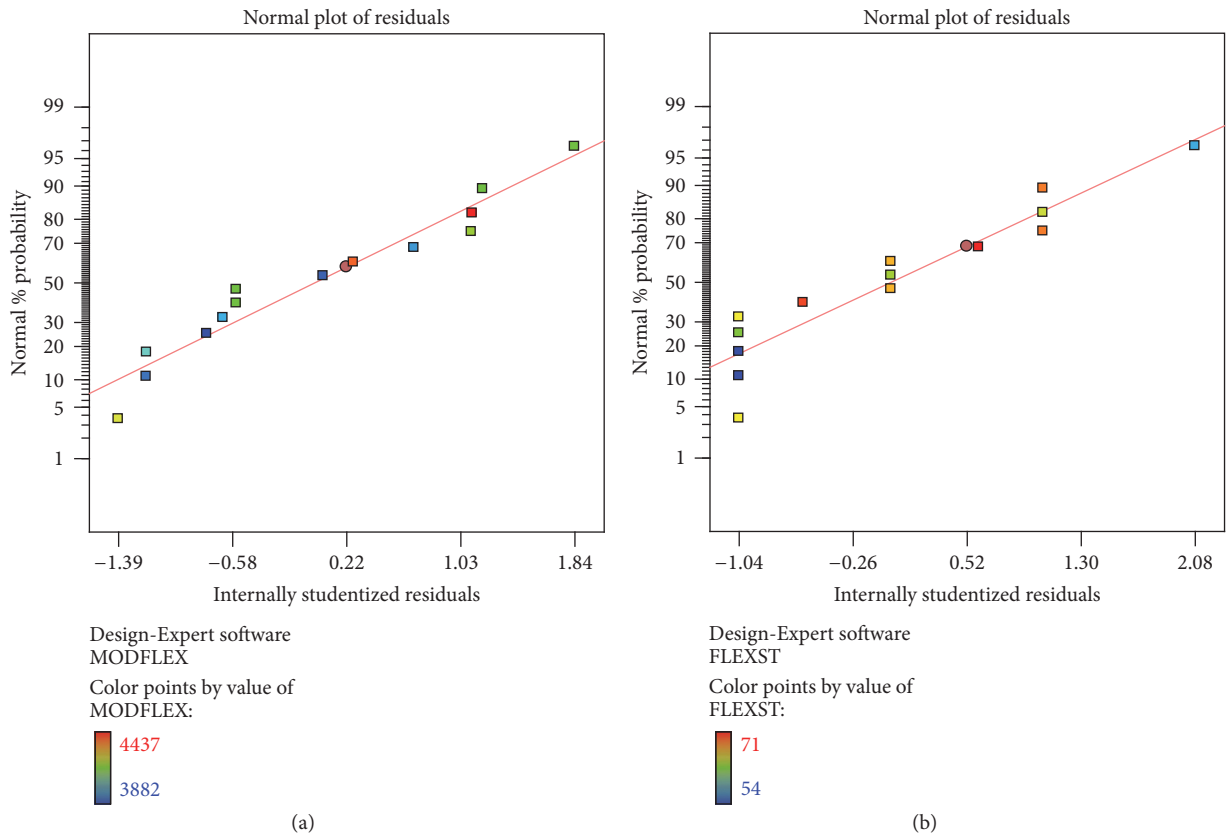 Normal plot of residuals
Normal % probability
99
95
90
80
70
50
30
20
10
5
1
−1.39 −0.58 0.22 1.03 1.84
Internally studentized residuals
Design-Expert software
MODFLEX
Color points by value of
MODFLEX:
4437
3882
(a)
Normal plot of residuals
Normal % probability
99
95
90
80
70
50
30
20
10
5
1
−1.04 −0.26 0.52 1.30 2.08
Internally studentized residuals
Design-Expert software
FLEXST
Color points by value of
FLEXST:
71
54
(b)